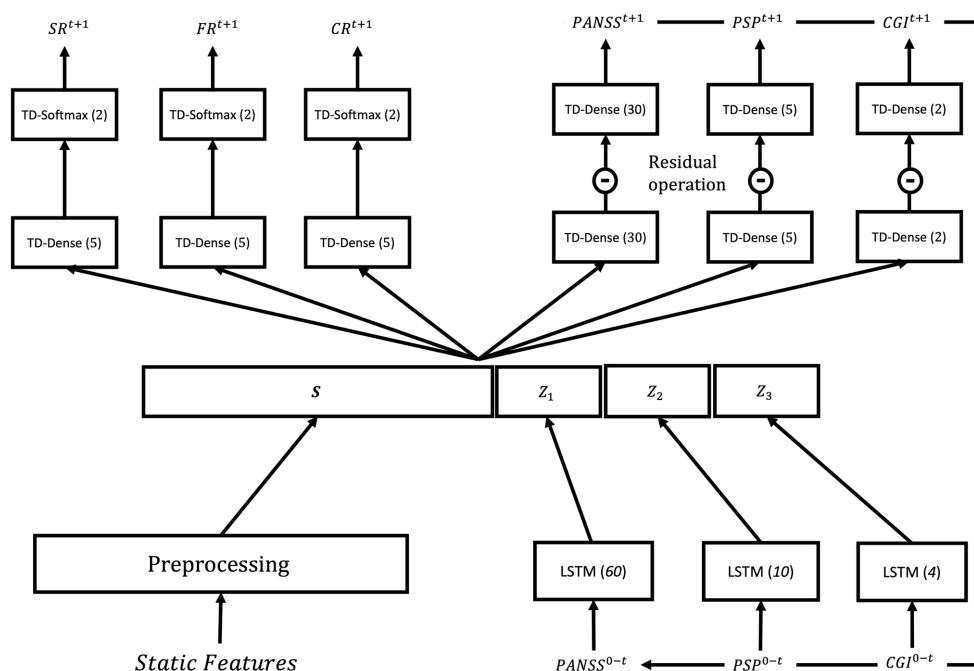 SR^{t+1} FR^{t+1} CR^{t+1} PANSS^{t+1} PSP^{t+1} CGI^{t+1}
TD-Softmax (2) TD-Softmax (2) TD-Softmax (2) TD-Dense (30) TD-Dense (5) TD-Dense (2)
Residual
operation
- - -
TD-Dense (5) TD-Dense (5) TD-Dense (5) TD-Dense (30) TD-Dense (5) TD-Dense (2)
S Z_1 Z_2 Z_3
Preprocessing LSTM (60) LSTM (10) LSTM (4)
Static Features PANSS^{0-t} PSP^{0-t} CGI^{0-t}